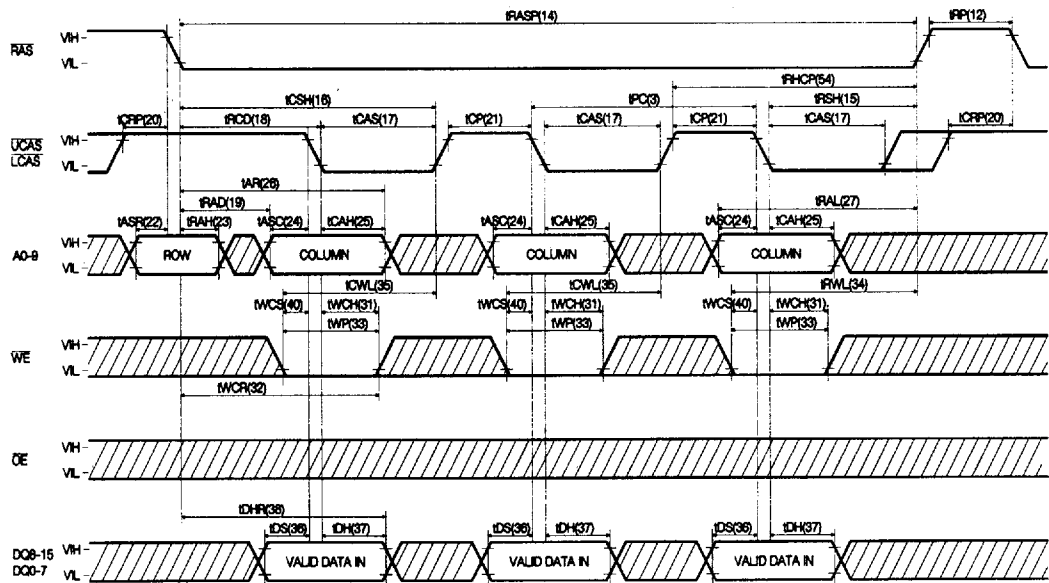 tRASP(14) tRP(12)
RAS VIH VIL
tRHCP(54)
tCSH(16) tPC(3) tRSH(15)
tCRP(20) tRCD(18) tCAS(17) tCP(21) tCAS(17) tCP(21) tCAS(17) tCRP(20)
UCAS LCAS VIH VIL
tAR(26)
tRAD(19) tRAL(27)
tASR(22) tRAH(23) tASC(24) tCAH(25) tASC(24) tCAH(25) tASC(24) tCAH(25)
A0-9 VIH VIL ROW COLUMN COLUMN COLUMN
tCWL(35) tCWL(35) tRWL(34)
tWCS(40) tWCH(31) tWCS(40) tWCH(31) tWCS(40) tWCH(31)
tWP(33) tWP(33) tWP(33)
WE VIH VIL
tWCR(32)
OE VIH VIL
tDHR(38)
tDS(36) tDH(37) tDS(36) tDH(37) tDS(36) tDH(37)
DQ8-15 DQ0-7 VIH VIL VALID DATA IN VALID DATA IN VALID DATA IN